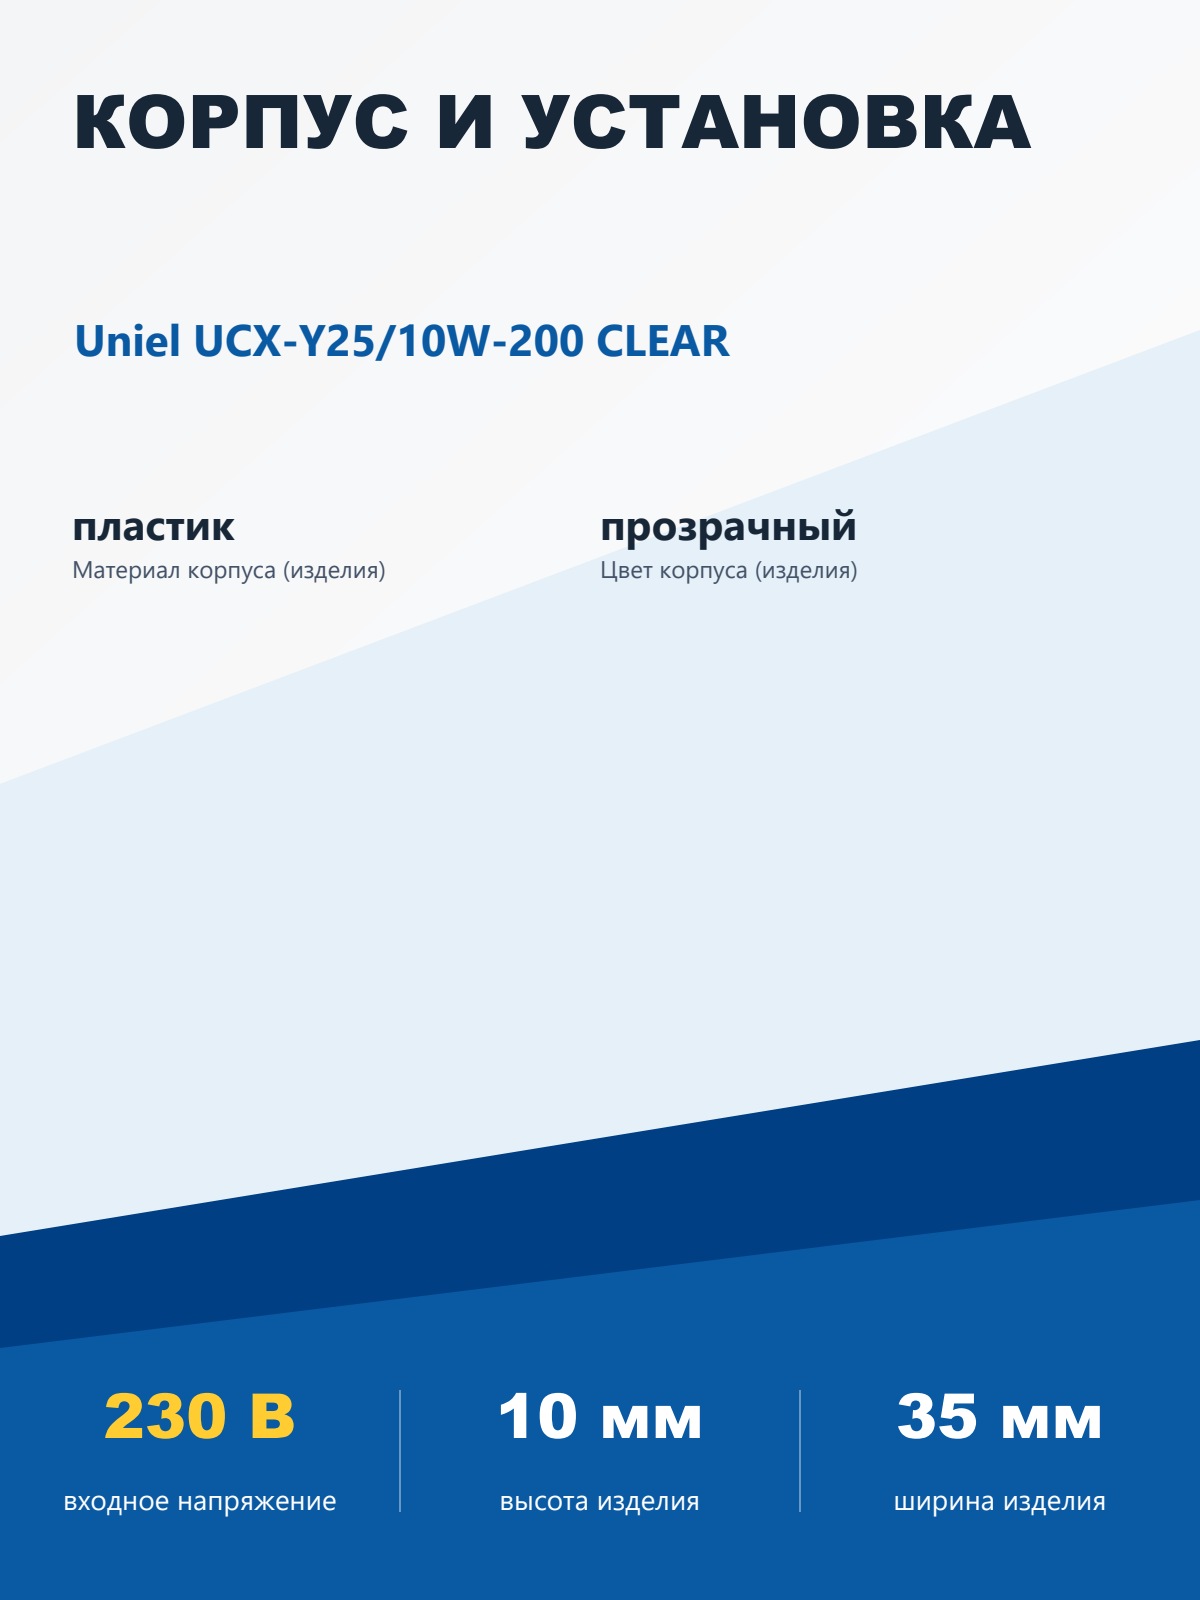 КОРПУС И УСТАНОВКА
Uniel UCX-Y25/10W-200 CLEAR
пластик
Материал корпуса (изделия)
прозрачный
Цвет корпуса (изделия)
230 В
входное напряжение
10 мм
высота изделия
35 мм
ширина изделия